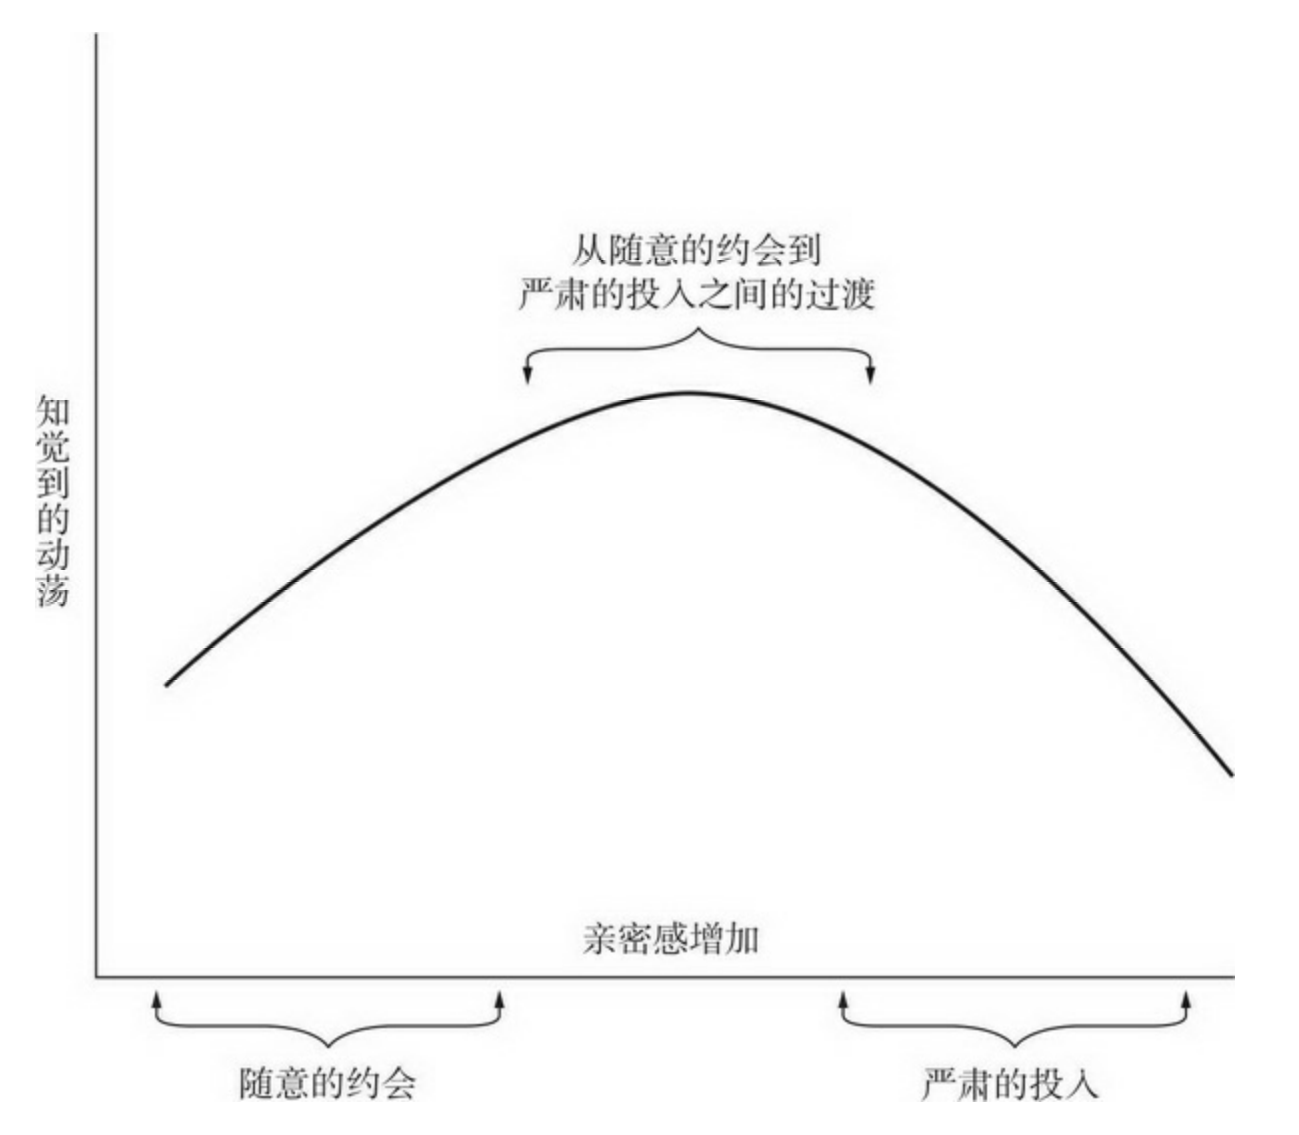 从随意的约会到
严肃的投入之间的过渡
知觉到的动荡
亲密感增加
随意的约会
严肃的投入